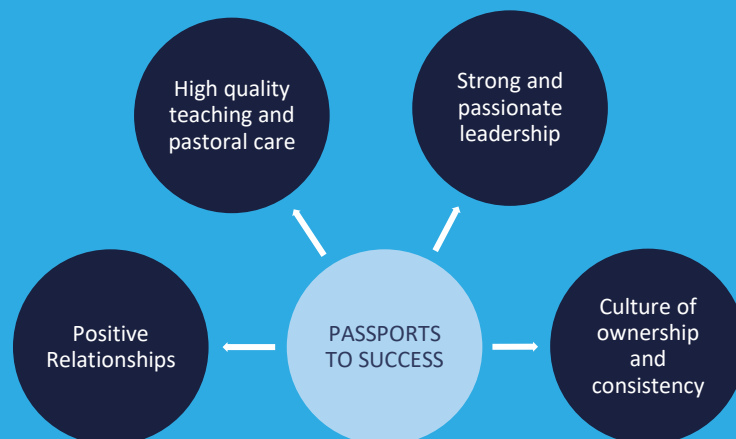 High quality
teaching and
pastoral care
Strong and
passionate
leadership
Positive
Relationships
PASSPORTS
TO SUCCESS
Culture of
ownership
and
consistency